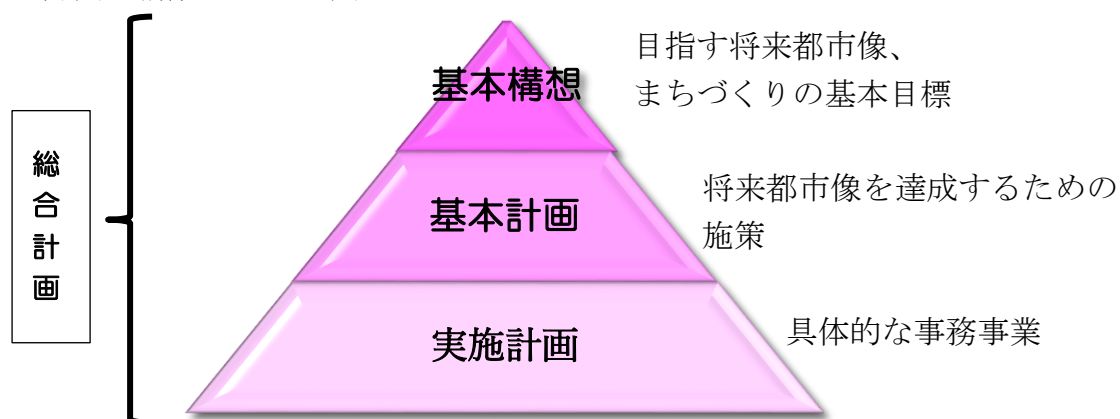 総合計画
基本構想
目指す将来都市像、
まちづくりの基本目標
基本計画
将来都市像を達成するための
施策
実施計画
具体的な事務事業